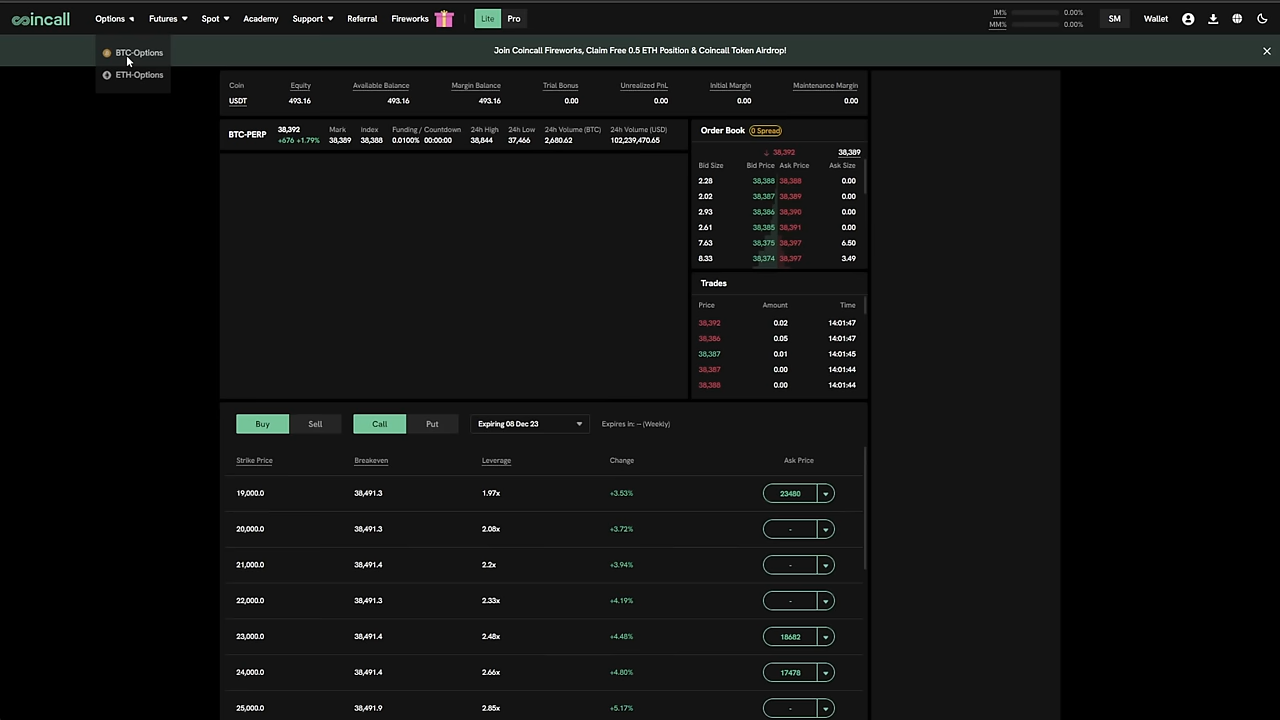 coincall Options Futures Spot Academy Support Referral Fireworks Lite Pro IM% 0.00% MM% 0.00% SM Wallet
BTC-Options
ETH-Options
Join Coincall Fireworks, Claim Free 0.5 ETH Position & Coincall Token Airdrop!
Coin Equity Available Balance Margin Balance Trial Bonus Unrealized PnL Initial Margin Maintenance Margin
USDT 493.16 493.16 493.16 0.00 0.00 0.00 0.00
BTC-PERP 38,392 Mark Index Funding / Countdown 24h High 24h Low 24h Volume (BTC) 24h Volume (USD)
+676 +1.79% 38,389 38,388 0.0100% 00:00:00 38,844 37,466 2,680.62 102,239,470.65
Order Book 0 Spread
38,392 38,389
Bid Size Bid Price Ask Price Ask Size
2.28 38,388 38,388 0.00
2.02 38,387 38,389 0.00
2.93 38,386 38,390 0.00
2.61 38,385 38,391 0.00
7.63 38,375 38,397 6.50
8.33 38,374 38,397 3.49
Trades
Price Amount Time
38,392 0.02 14:01:47
38,386 0.05 14:01:47
38,387 0.01 14:01:45
38,387 0.00 14:01:44
38,388 0.00 14:01:44
Buy Sell Call Put Expiring 08 Dec 23 Expires in: -- (Weekly)
Strike Price Breakeven Leverage Change Ask Price
19,000.0 38,491.3 1.97x +3.53% 23480
20,000.0 38,491.3 2.08x +3.72% -
21,000.0 38,491.4 2.2x +3.94% -
22,000.0 38,491.3 2.33x +4.19% -
23,000.0 38,491.4 2.48x +4.48% 18682
24,000.0 38,491.4 2.66x +4.80% 17478
25,000.0 38,491.9 2.85x +5.17% -